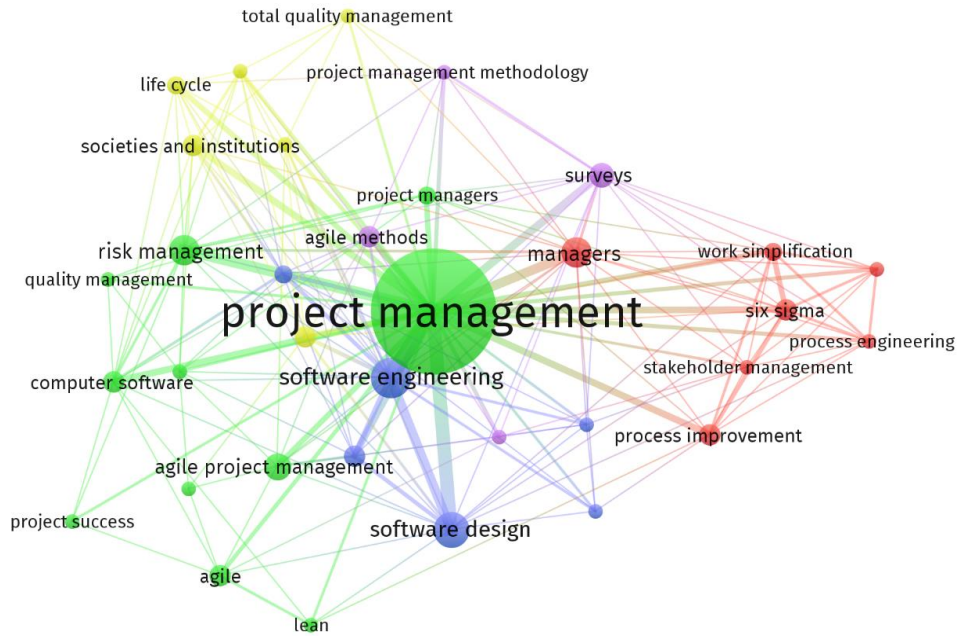 total quality management
project management methodology
life cycle
societies and institutions
surveys
project managers
agile methods
risk management
managers
work simplification
quality management
project management
six sigma
process engineering
stakeholder management
software engineering
computer software
process improvement
agile project management
project success
software design
agile
lean